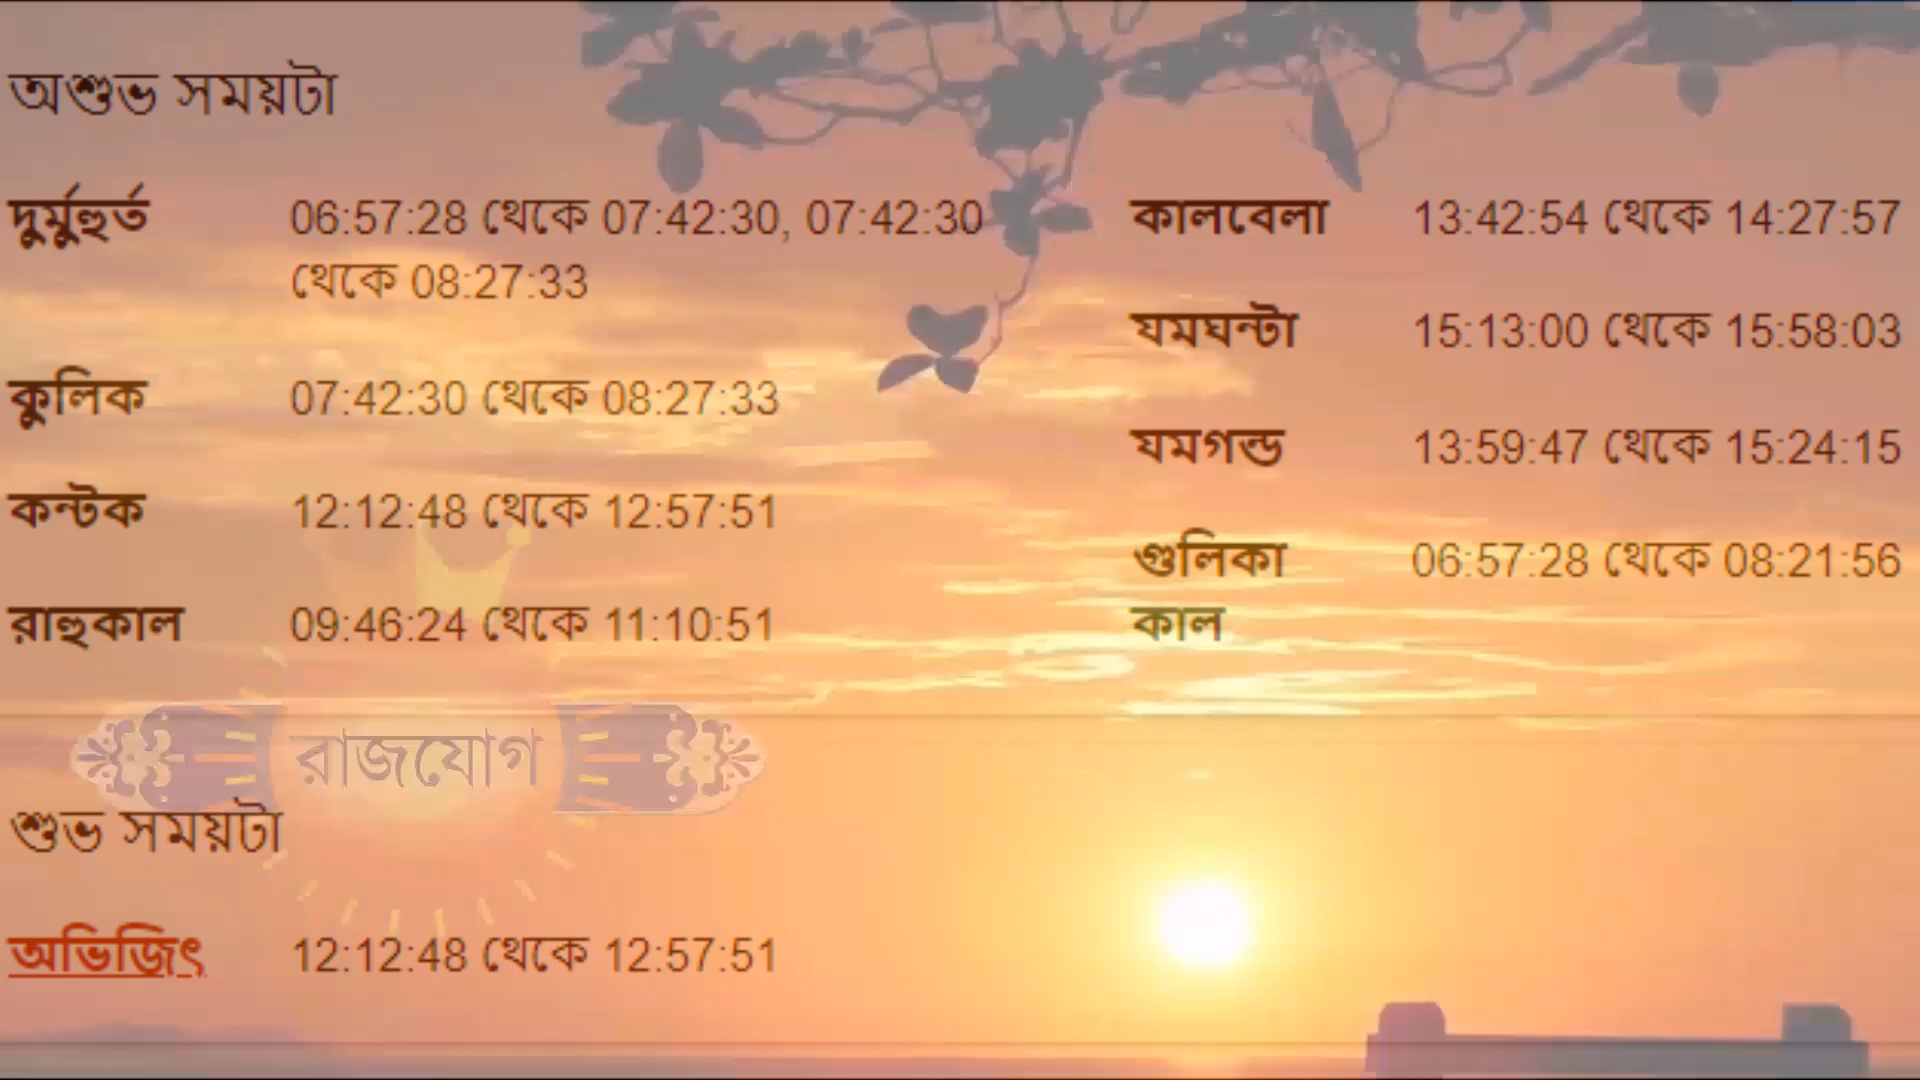 অশুভ সময়টা
দুর্মুহুর্ত 06:57:28 থেকে 07:42:30, 07:42:30
থেকে 08:27:33
কুলিক 07:42:30 থেকে 08:27:33
কন্টক 12:12:48 থেকে 12:57:51
রাহুকাল 09:46:24 থেকে 11:10:51
কালবেলা 13:42:54 থেকে 14:27:57
যমঘন্টা 15:13:00 থেকে 15:58:03
যমগন্ড 13:59:47 থেকে 15:24:15
গুলিকা 06:57:28 থেকে 08:21:56
কাল
রাজযোগ
শুভ সময়টা
অভিজিৎ 12:12:48 থেকে 12:57:51